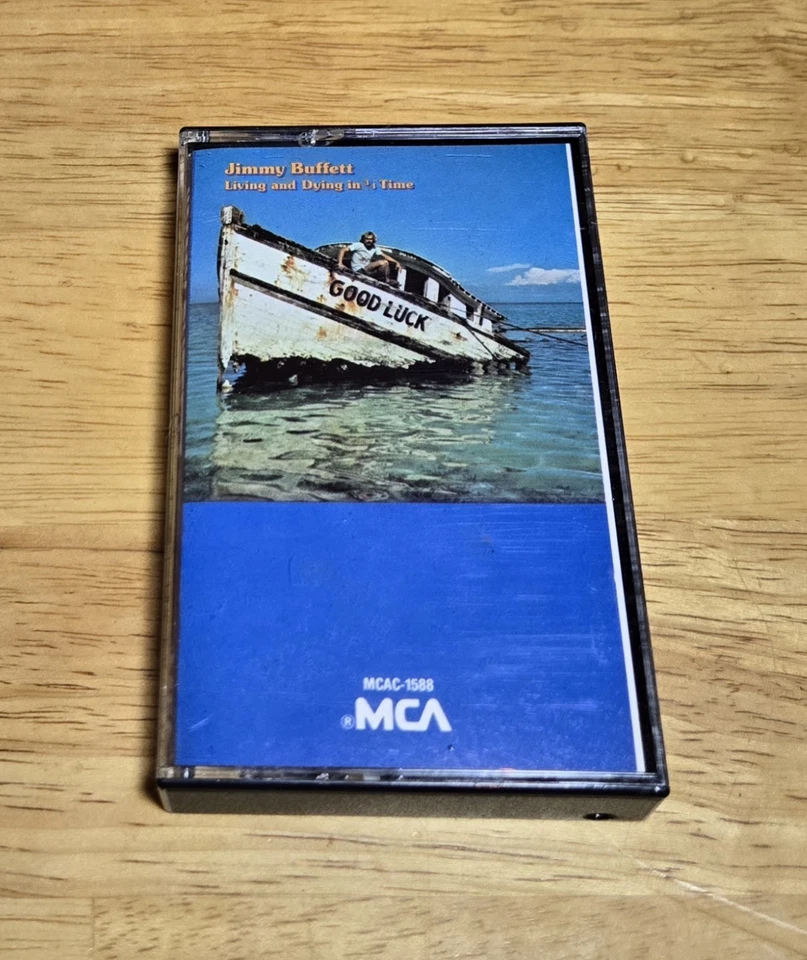 Jimmy Buffett
Living and Dying in ¾ Time
GOOD LUCK
MCAC-1588
®MCA